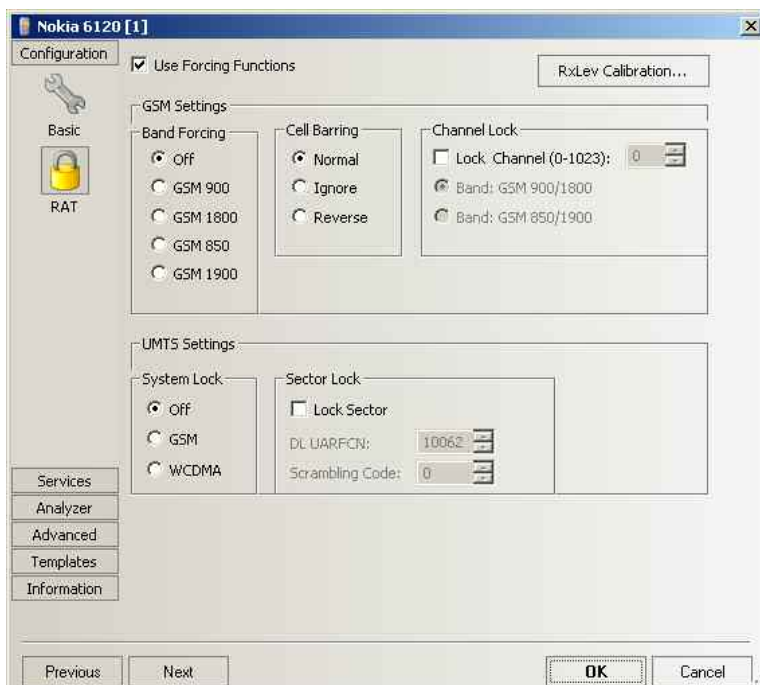 Nokia 6120 [1]
Configuration
Basic
RAT
Services
Analyzer
Advanced
Templates
Information
Use Forcing Functions
RxLev Calibration...
GSM Settings
Band Forcing
Off
GSM 900
GSM 1800
GSM 850
GSM 1900
Cell Barring
Normal
Ignore
Reverse
Channel Lock
Lock Channel (0-1023): 0
Band: GSM 900/1800
Band: GSM 850/1900
UMTS Settings
System Lock
Off
GSM
WCDMA
Sector Lock
Lock Sector
DL UARFCN: 10062
Scrambling Code: 0
Previous
Next
OK
Cancel